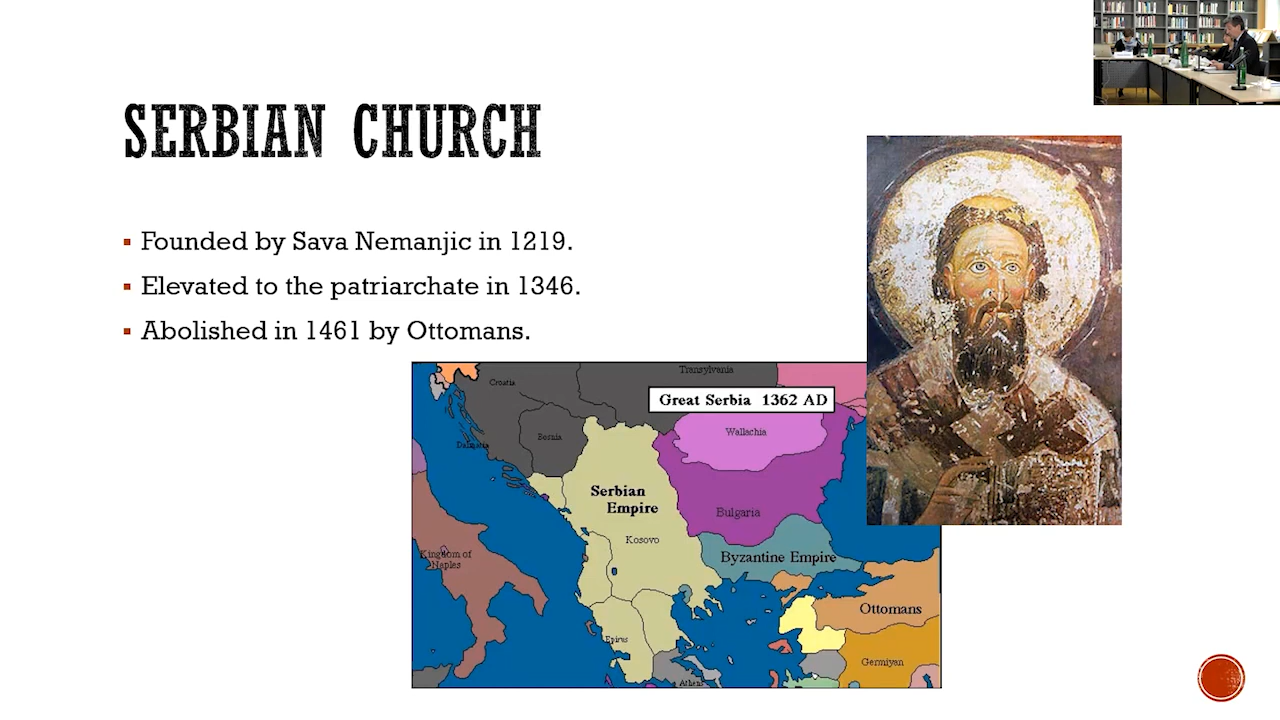 SERBIAN CHURCH
Founded by Sava Nemanjic in 1219.
Elevated to the patriarchate in 1346.
Abolished in 1461 by Ottomans.
Croatia
Transylvania
Great Serbia 1362 AD
Bosnia
Wallachia
Dalmatia
Serbian
Empire
Bulgaria
Kosovo
Kingdom of
Naples
Byzantine Empire
Ottomans
Epirus
Germiyan
Athens